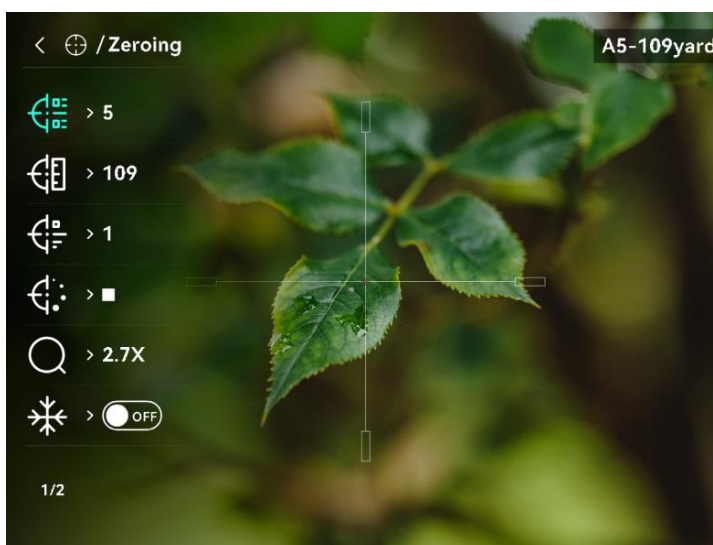 /Zeroing
A5-109yard
> 5
> 109
> 1
>
> 2.7X
> OFF
1/2